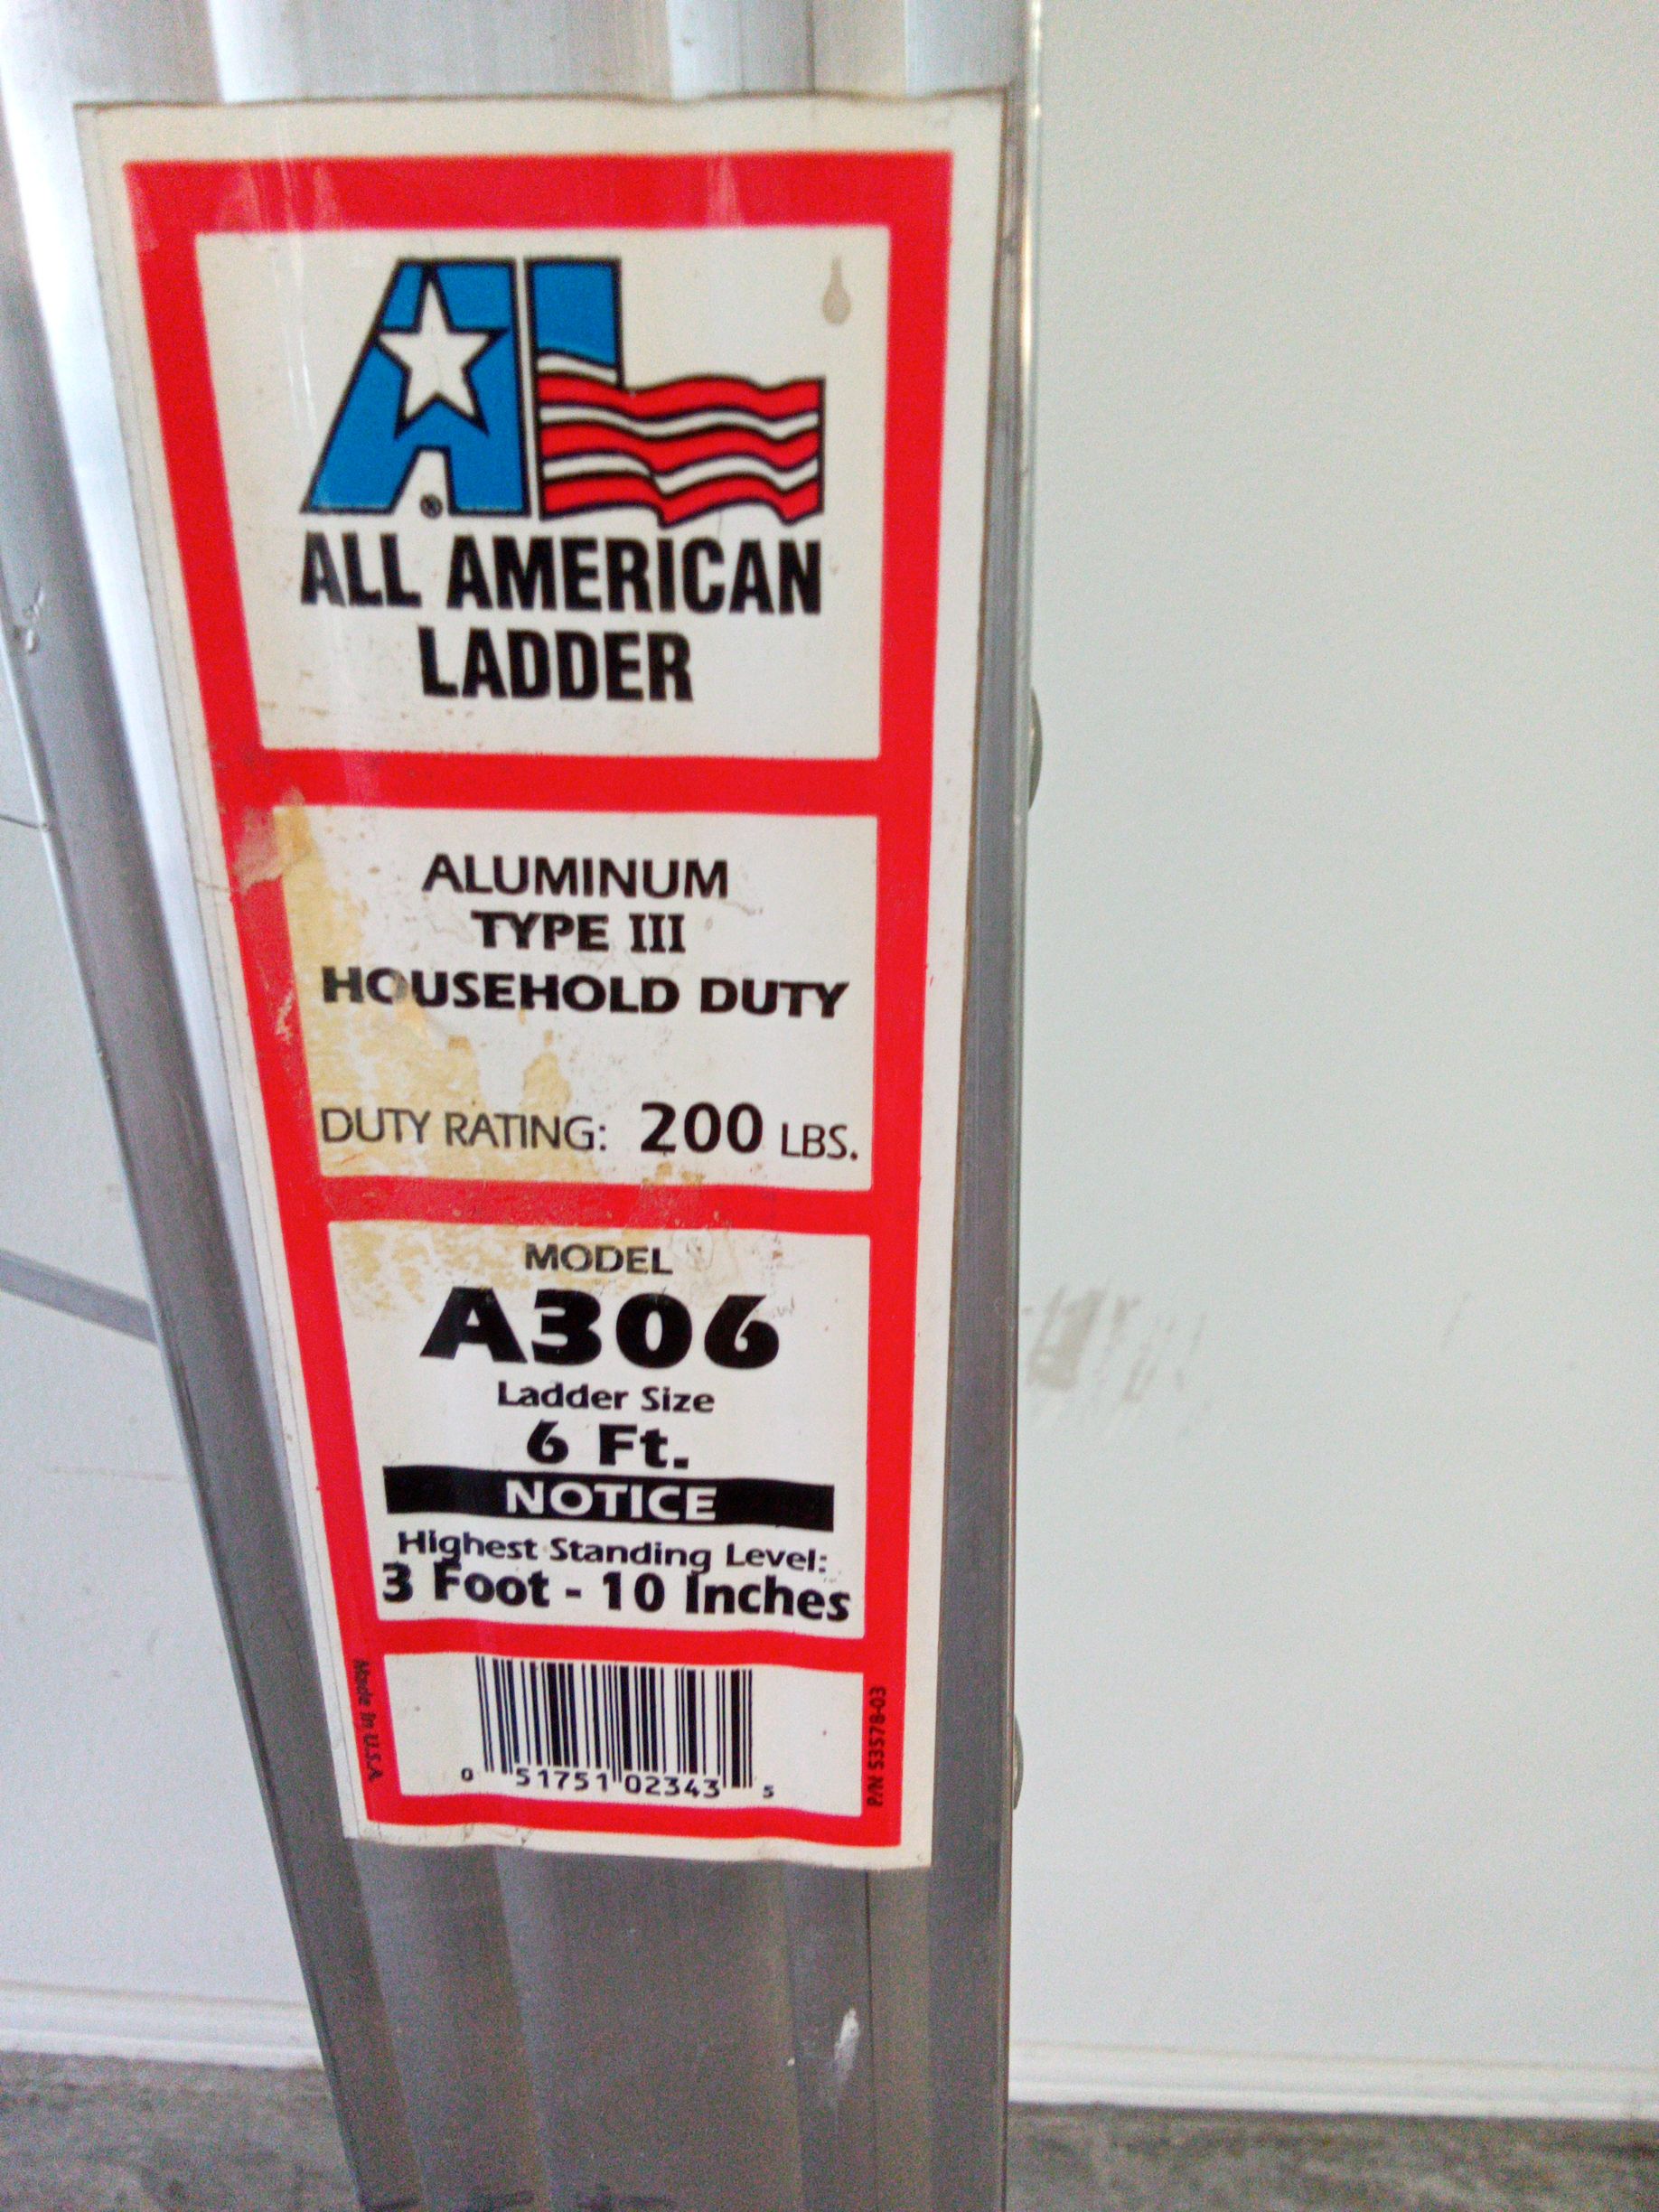 AL
®
ALL AMERICAN
LADDER
ALUMINUM
TYPE III
HOUSEHOLD DUTY
DUTY RATING: 200 LBS.
MODEL
A306
Ladder Size
6 Ft.
NOTICE
Highest Standing Level:
3 Foot - 10 Inches
Made In U.S.A.
0 51751 02343 5
P/N 53578-03